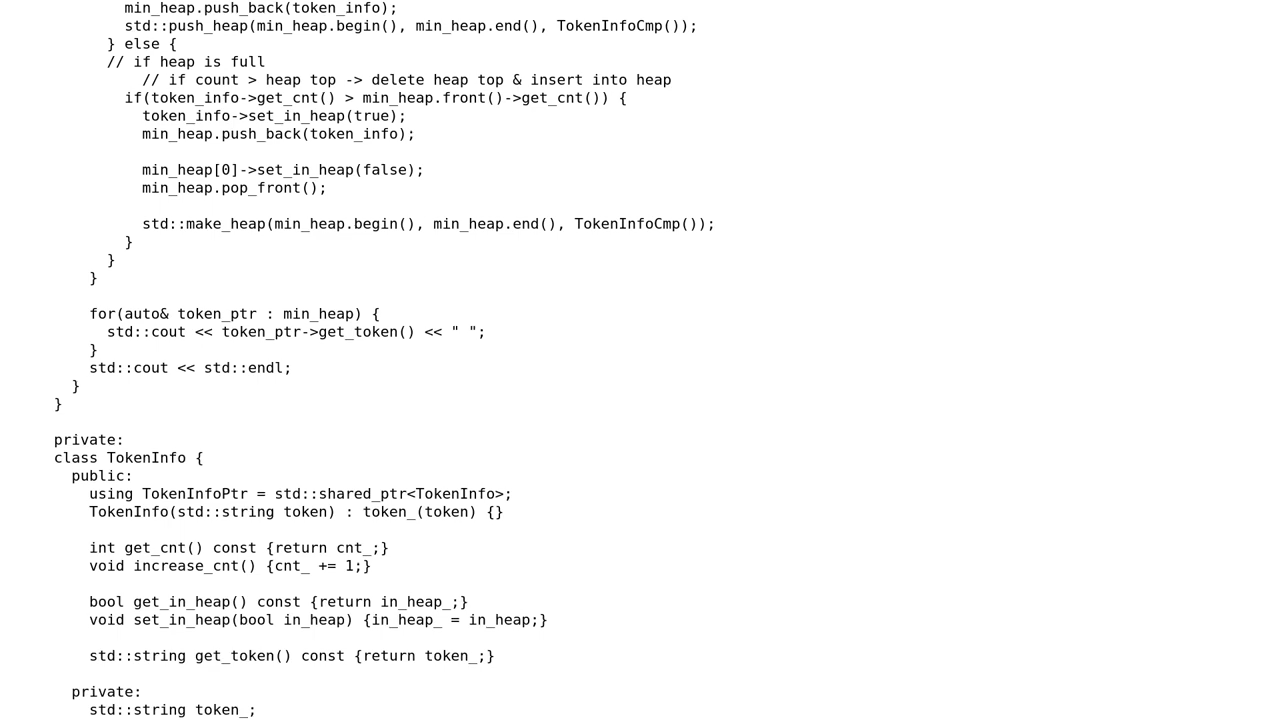 min_heap.push_back(token_info);
std::push_heap(min_heap.begin(), min_heap.end(), TokenInfoCmp());
} else {
// if heap is full
// if count > heap top -> delete heap top & insert into heap
if(token_info->get_cnt() > min_heap.front()->get_cnt()) {
token_info->set_in_heap(true);
min_heap.push_back(token_info);
min_heap[0]->set_in_heap(false);
min_heap.pop_front();
std::make_heap(min_heap.begin(), min_heap.end(), TokenInfoCmp());
}
}
}
for(auto& token_ptr : min_heap) {
std::cout << token_ptr->get_token() << " ";
}
std::cout << std::endl;
}
}
private:
class TokenInfo {
public:
using TokenInfoPtr = std::shared_ptr<TokenInfo>;
TokenInfo(std::string token) : token_(token) {}
int get_cnt() const {return cnt_;}
void increase_cnt() {cnt_ += 1;}
bool get_in_heap() const {return in_heap_;}
void set_in_heap(bool in_heap) {in_heap_ = in_heap;}
std::string get_token() const {return token_;}
private:
std::string token_;